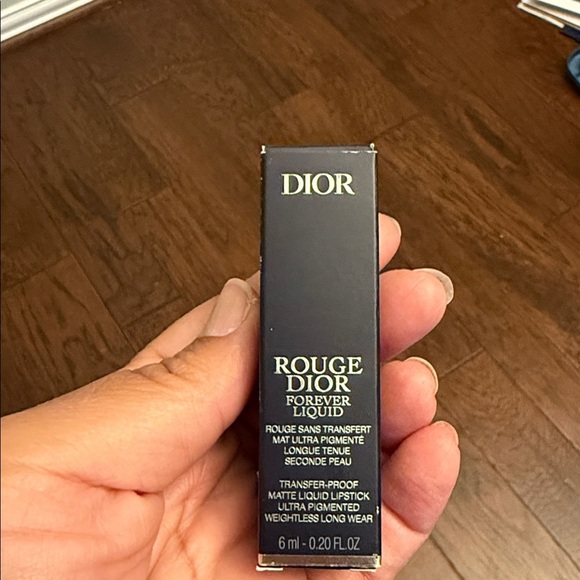 DIOR
ROUGE
DIOR
FOREVER
LIQUID
ROUGE SANS TRANSFERT
MAT ULTRA PIGMENTÉ
LONGUE TENUE
SECONDE PEAU
TRANSFER-PROOF
MATTE LIQUID LIPSTICK
ULTRA PIGMENTED
WEIGHTLESS LONG WEAR
6 ml - 0.20 FL.OZ